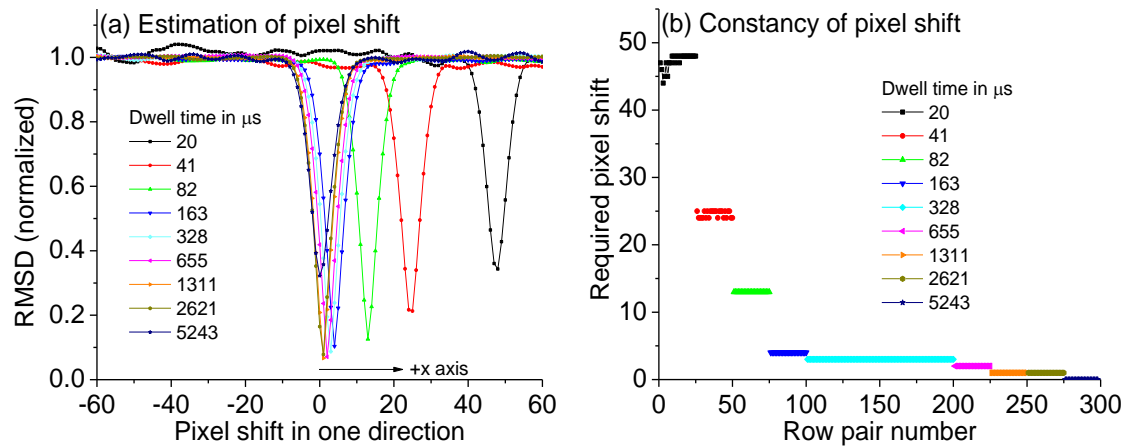 (a) Estimation of pixel shift
RMSD (normalized)
1.0
0.8
0.6
0.4
0.2
0.0
Dwell time in μs
20
41
82
163
328
655
1311
2621
5243
+x axis
-60 -40 -20 0 20 40 60
Pixel shift in one direction
(b) Constancy of pixel shift
Required pixel shift
50
40
30
20
10
0
Dwell time in μs
20
41
82
163
328
655
1311
2621
5243
0 50 100 150 200 250 300
Row pair number